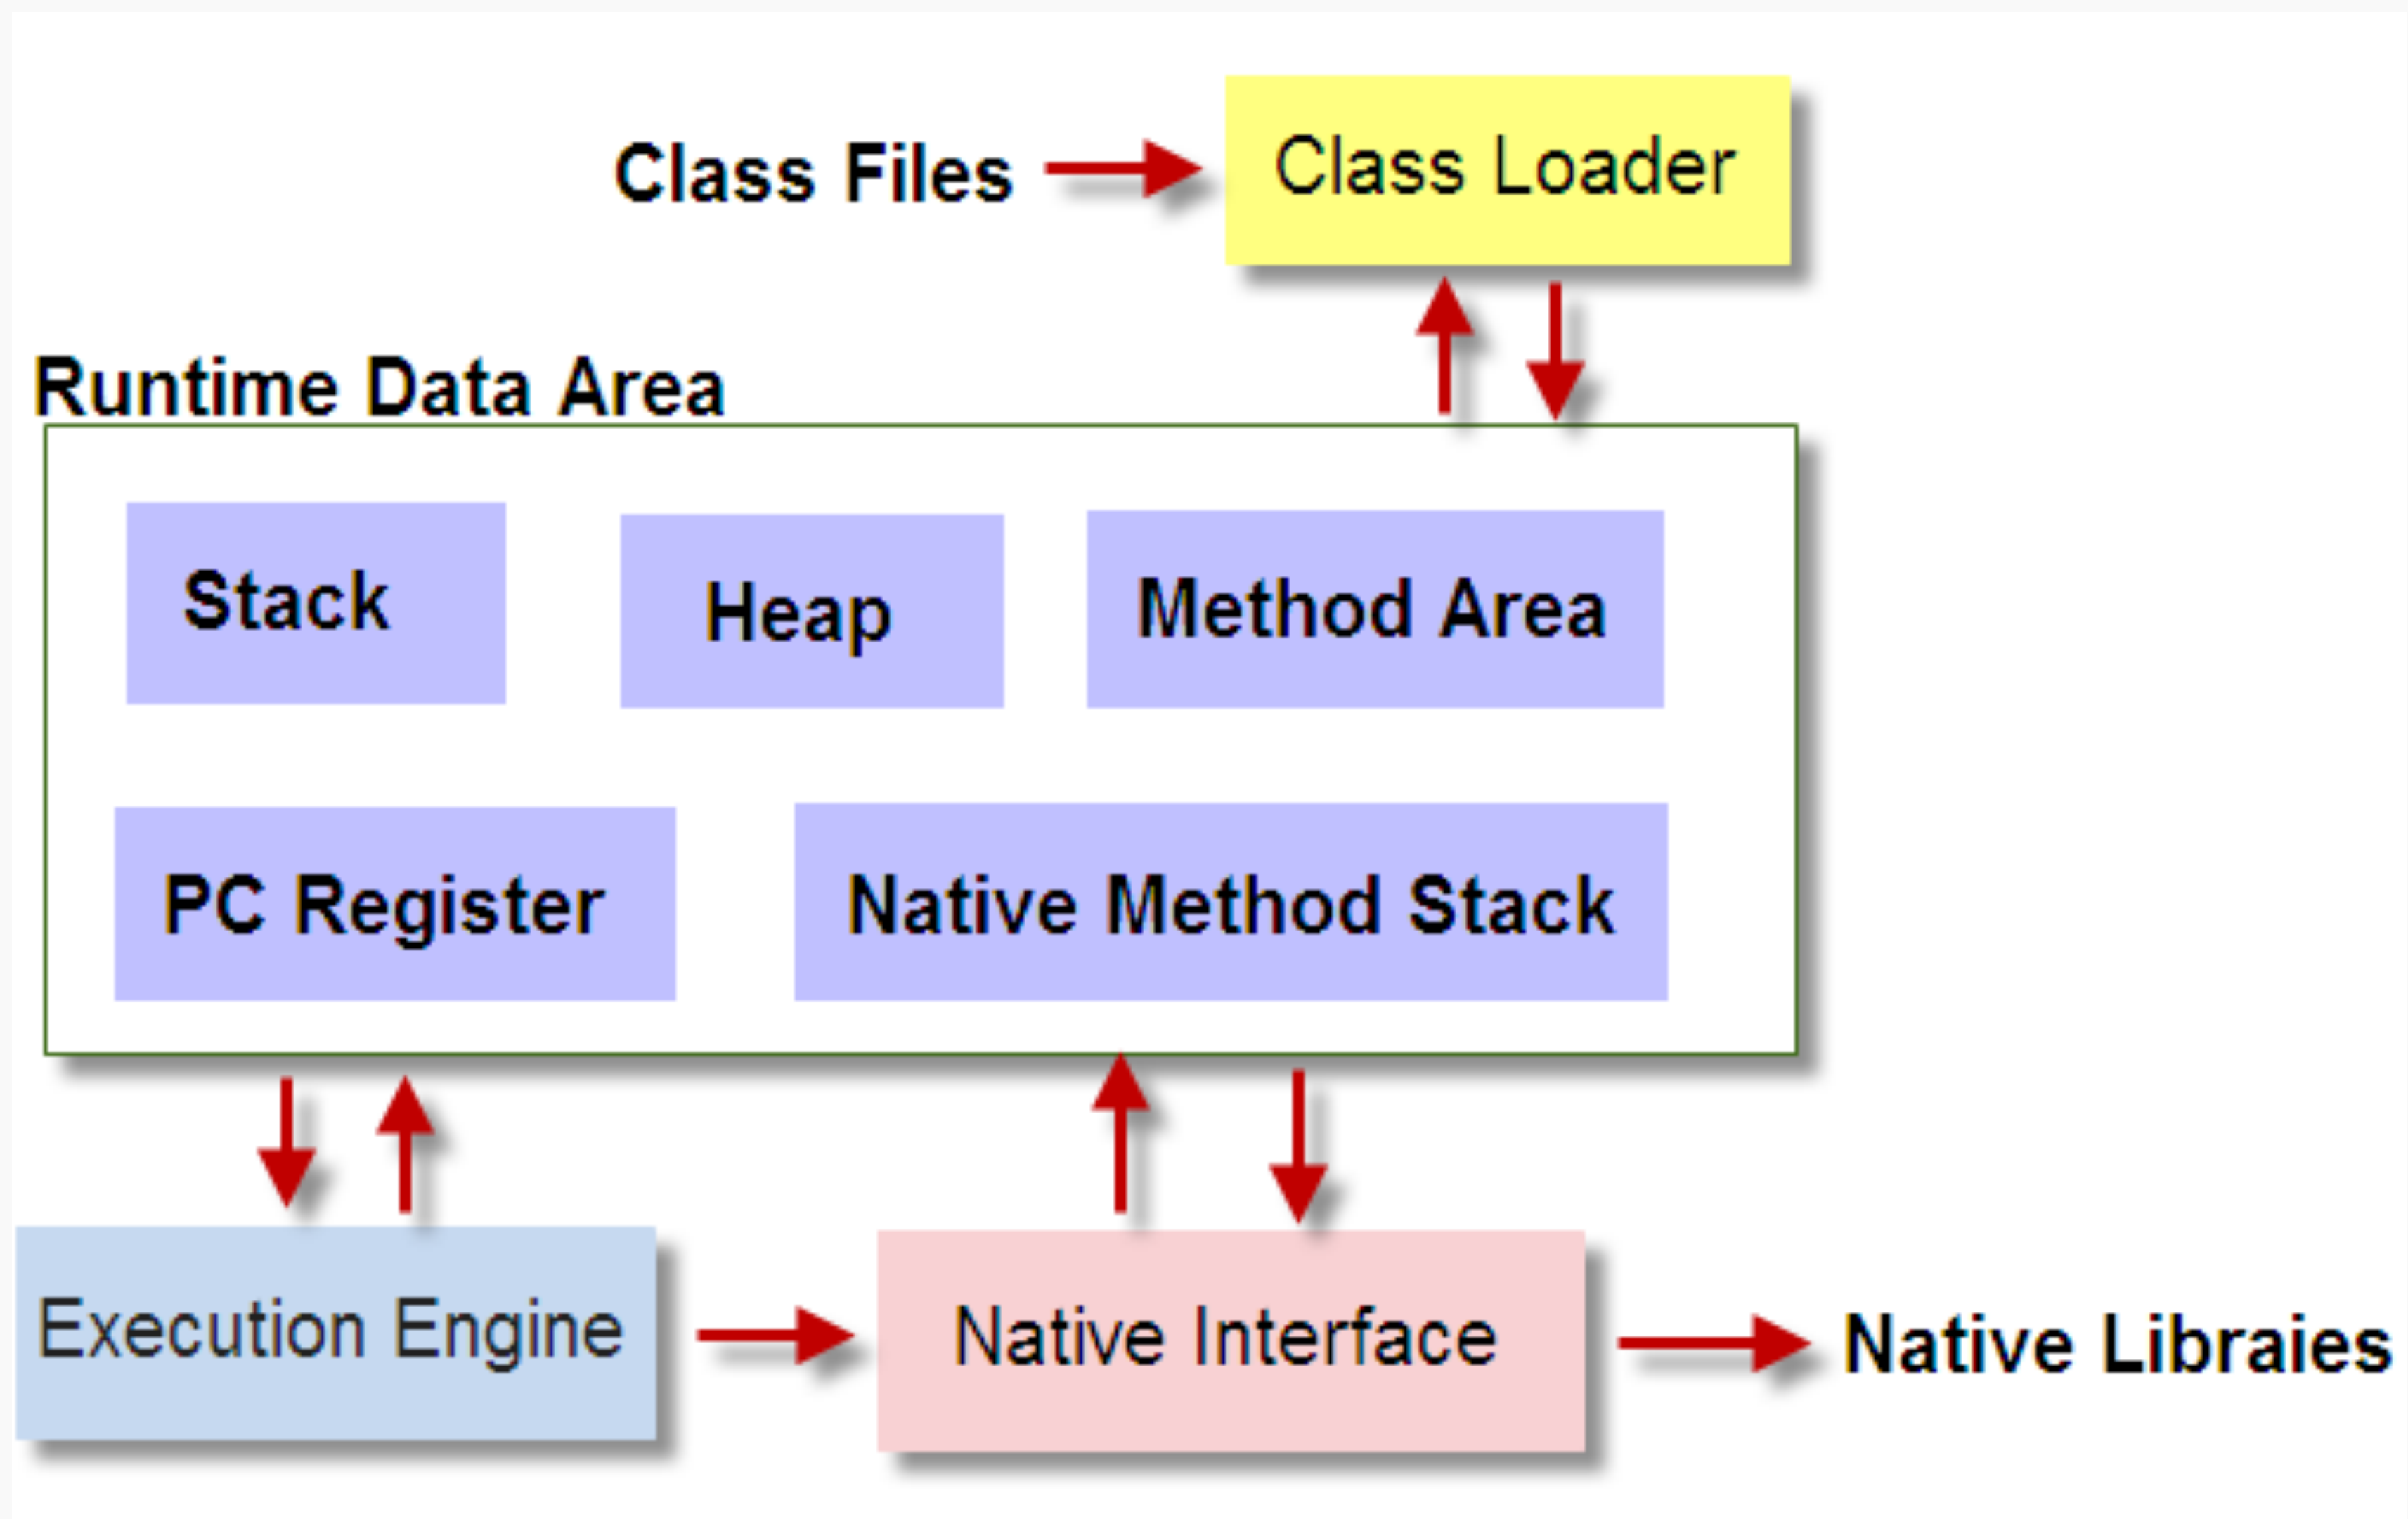 Class Files
Class Loader
Runtime Data Area
Stack
Heap
Method Area
PC Register
Native Method Stack
Execution Engine
Native Interface
Native Libraies